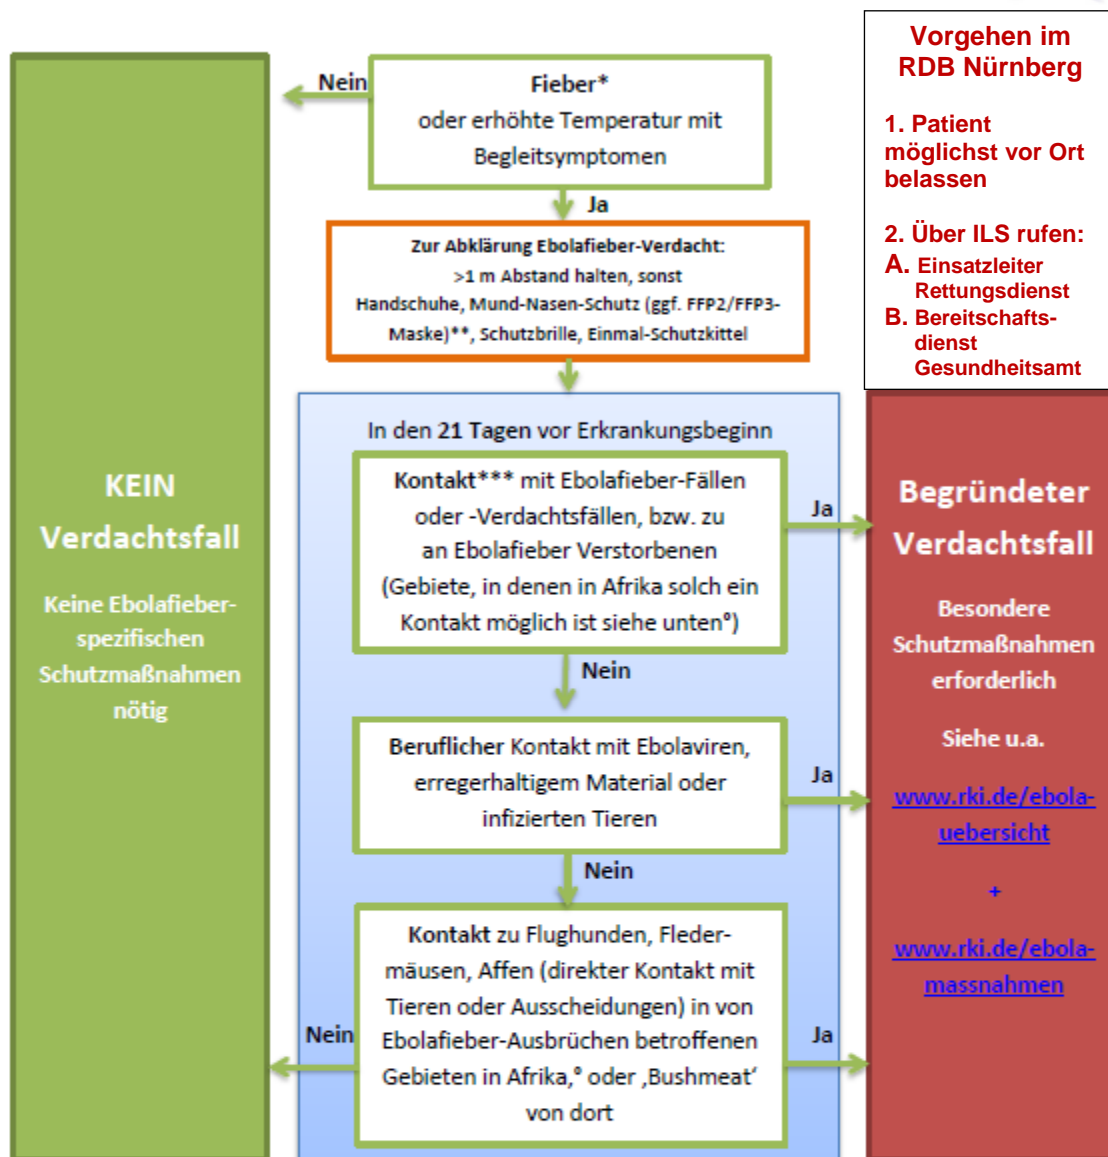 Nein
Fieber*
oder erhöhte Temperatur mit
Begleitsymptomen
Ja
Zur Abklärung Ebolafieber-Verdacht:
>1 m Abstand halten, sonst
Handschuhe, Mund-Nasen-Schutz (ggf. FFP2/FFP3-
Maske)**, Schutzbrille, Einmal-Schutzkittel
Vorgehen im
RDB Nürnberg
1. Patient
möglichst vor Ort
belassen
2. Über ILS rufen:
A. Einsatzleiter
Rettungsdienst
B. Bereitschafts-
dienst
Gesundheitsamt
KEIN
Verdachtsfall
Keine Ebolafieber-
spezifischen
Schutzmaßnahmen
nötig
In den 21 Tagen vor Erkrankungsbeginn
Kontakt*** mit Ebolafieber-Fällen
oder -Verdachtsfällen, bzw. zu
an Ebolafieber Verstorbenen
(Gebiete, in denen in Afrika solch ein
Kontakt möglich ist siehe unten°)
Ja
Nein
Beruflicher Kontakt mit Ebolaviren,
erregerhaltigem Material oder
infizierten Tieren
Ja
Nein
Kontakt zu Flughunden, Fleder-
mäusen, Affen (direkter Kontakt mit
Tieren oder Ausscheidungen) in von
Ebolafieber-Ausbrüchen betroffenen
Gebieten in Afrika,° oder ‚Bushmeat‘
von dort
Nein
Ja
Begründeter
Verdachtsfall
Besondere
Schutzmaßnahmen
erforderlich
Siehe u.a.
www.rki.de/ebola-
uebersicht
+
www.rki.de/ebola-
massnahmen